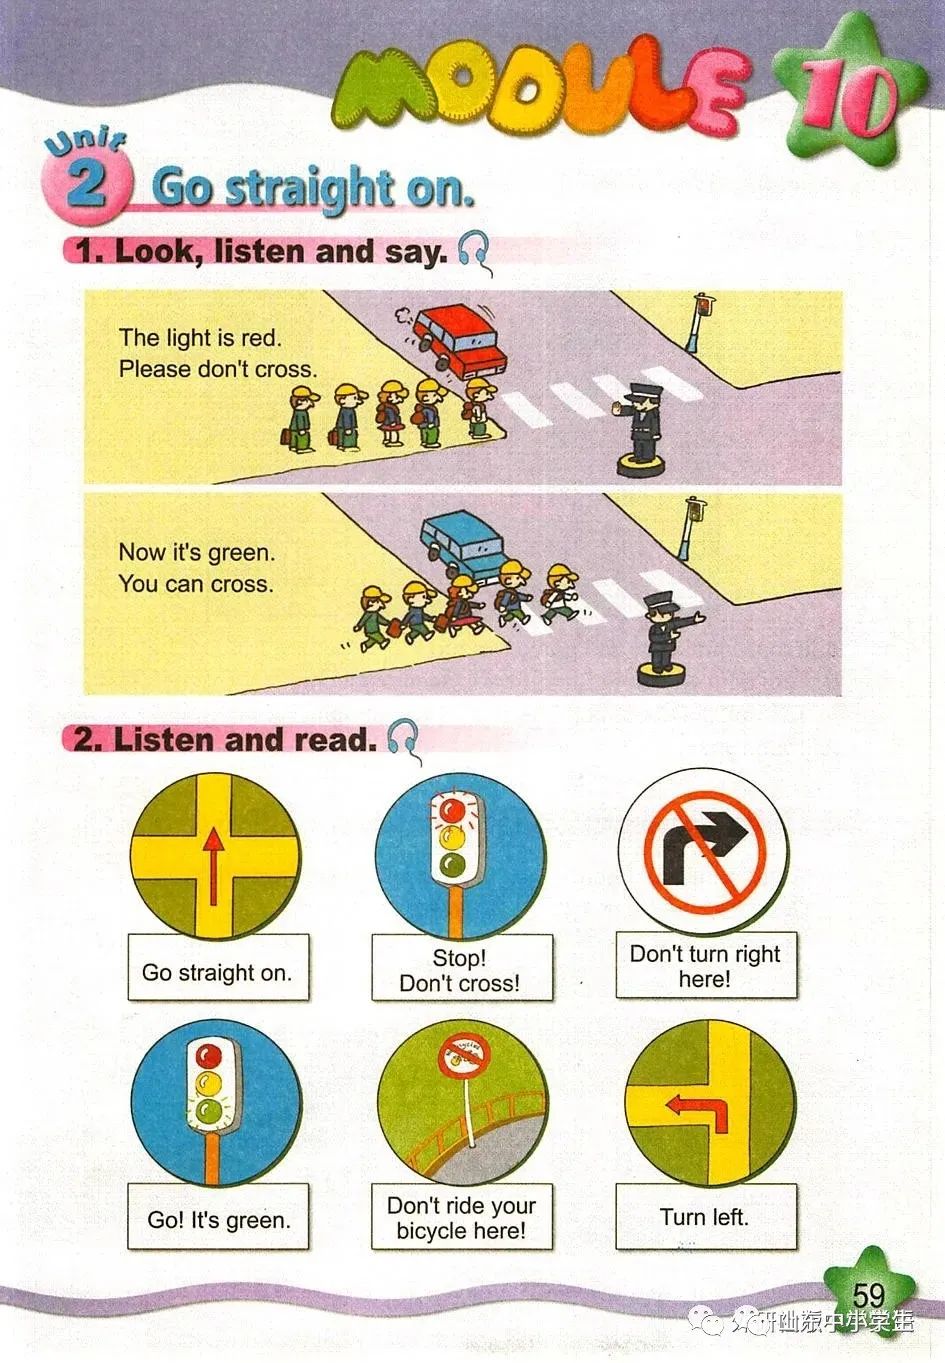 MODULE 10
Unit 2 Go straight on.
1. Look, listen and say.
The light is red.
Please don't cross.
Now it's green.
You can cross.
2. Listen and read.
Go straight on.
Stop!
Don't cross!
Don't turn right
here!
Go! It's green.
Don't ride your
bicycle here!
Turn left.
59